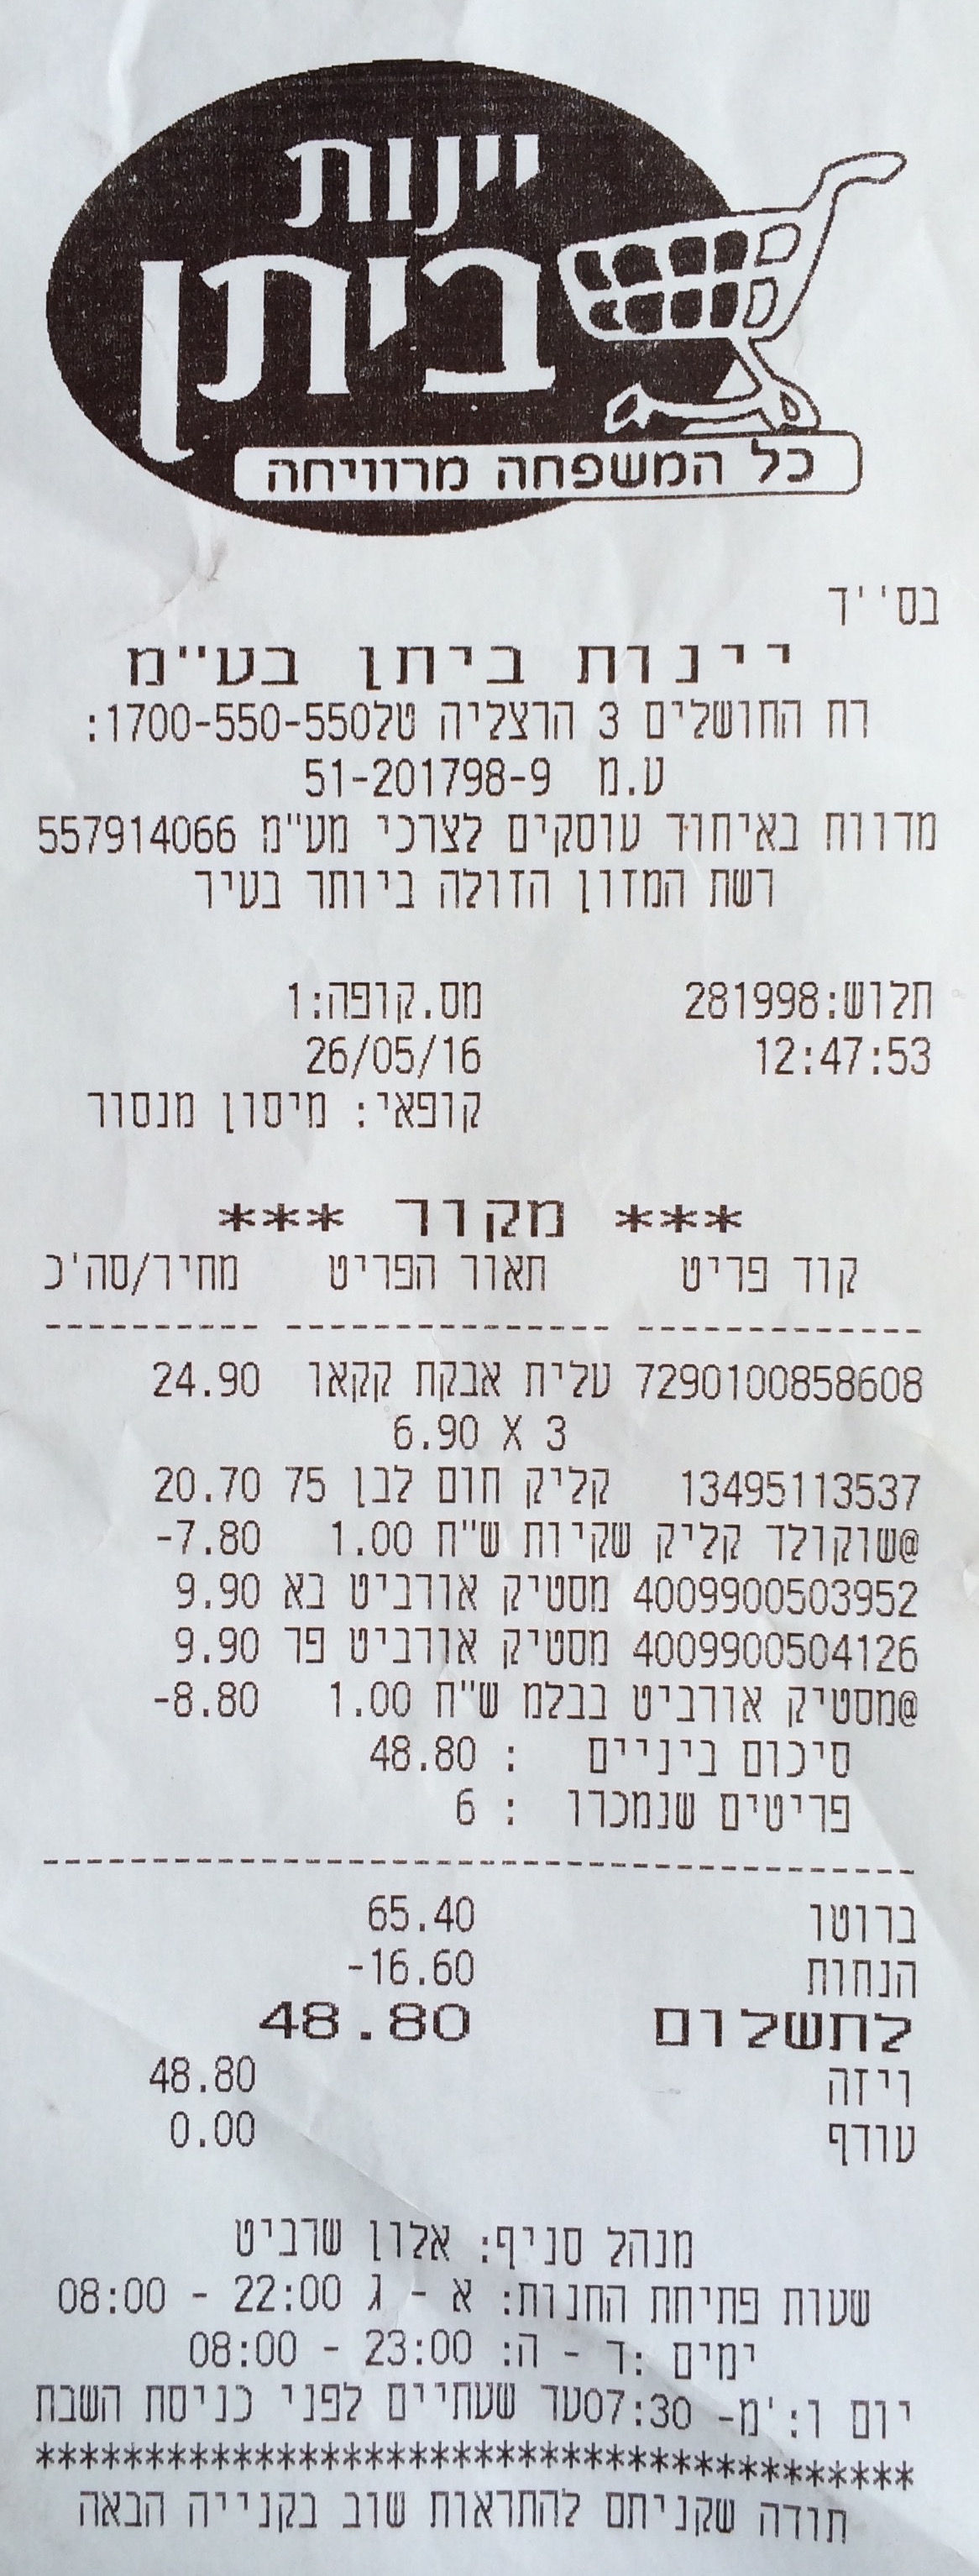 יינות
ביתן
כל המשפחה מרוויחה
בס''ד
יינות ביתן בע"מ
רח החושלים 3 הרצליה טל1700-550-550:
ע.מ 51-201798-9
מדווח באיחוד עוסקים לצרכי מע"מ 557914066
רשת המזון הזולה ביותר בעיר
תלוש:281998 מס.קופה:1
12:47:53 26/05/16
קופאי: מיסון מנסור
*** מקור ***
קוד פריט תאור הפריט מחיר/סה'כ
7290100858608 עלית אבקת קקאו 24.90
6.90 X 3
13495113537 קליק חום לבן 75 20.70
@שוקולד קליק שקיות ש"ח 1.00 -7.80
4009900503952 מסטיק אורביט בא 9.90
4009900504126 מסטיק אורביט פר 9.90
@מסטיק אורביט בבלמ ש"ח 1.00 -8.80
סיכום ביניים : 48.80
פריטים שנמכרו : 6
ברוטו 65.40
הנחות -16.60
לתשלום 48.80
ויזה 48.80
עודף 0.00
מנהל סניף: אלון שרביט
שעות פתיחת החנות: א - ג 22:00 - 08:00
ימים :ד - ה: 23:00 - 08:00
יום ו:'מ- 07:30עד שעתיים לפני כניסת השבת
*****************************************
תודה שקניתם להתראות שוב בקנייה הבאה